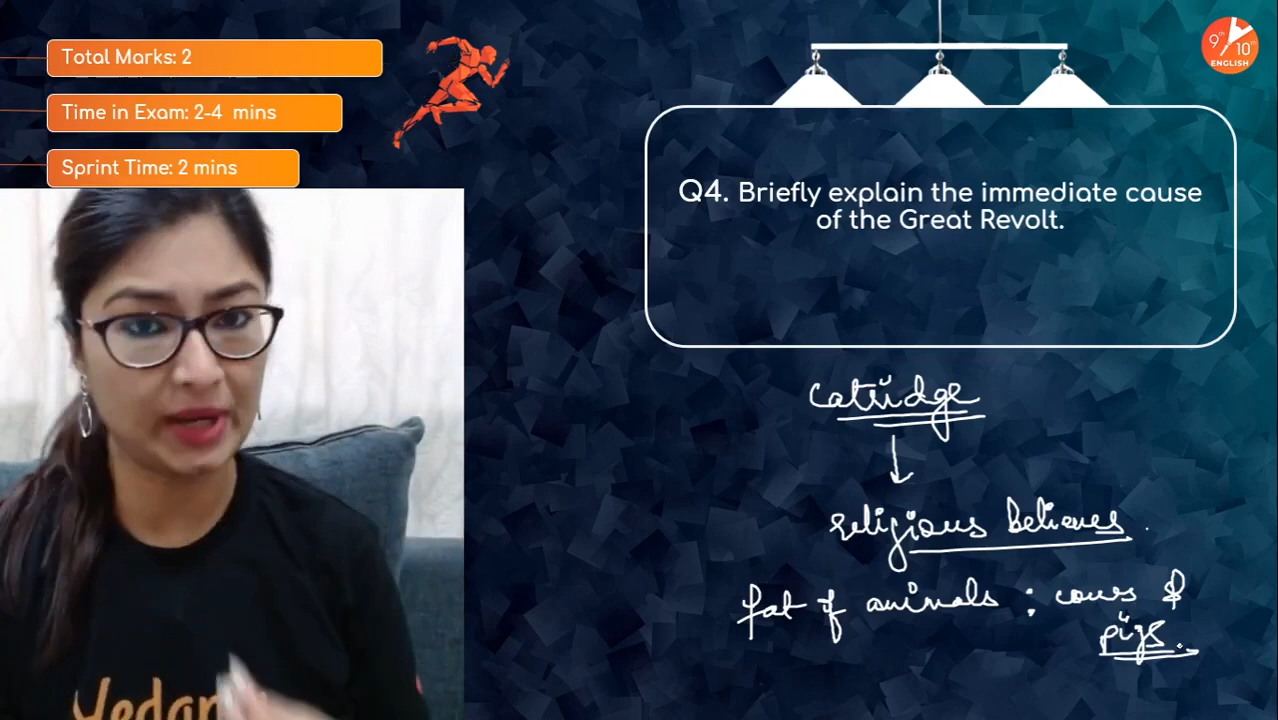 Total Marks: 2
Time in Exam: 2-4 mins
Sprint Time: 2 mins
9th 10th
ENGLISH
Q4. Briefly explain the immediate cause
of the Great Revolt.
catridge
religious believes.
fat of animals : cows &
pigs.
Vedan